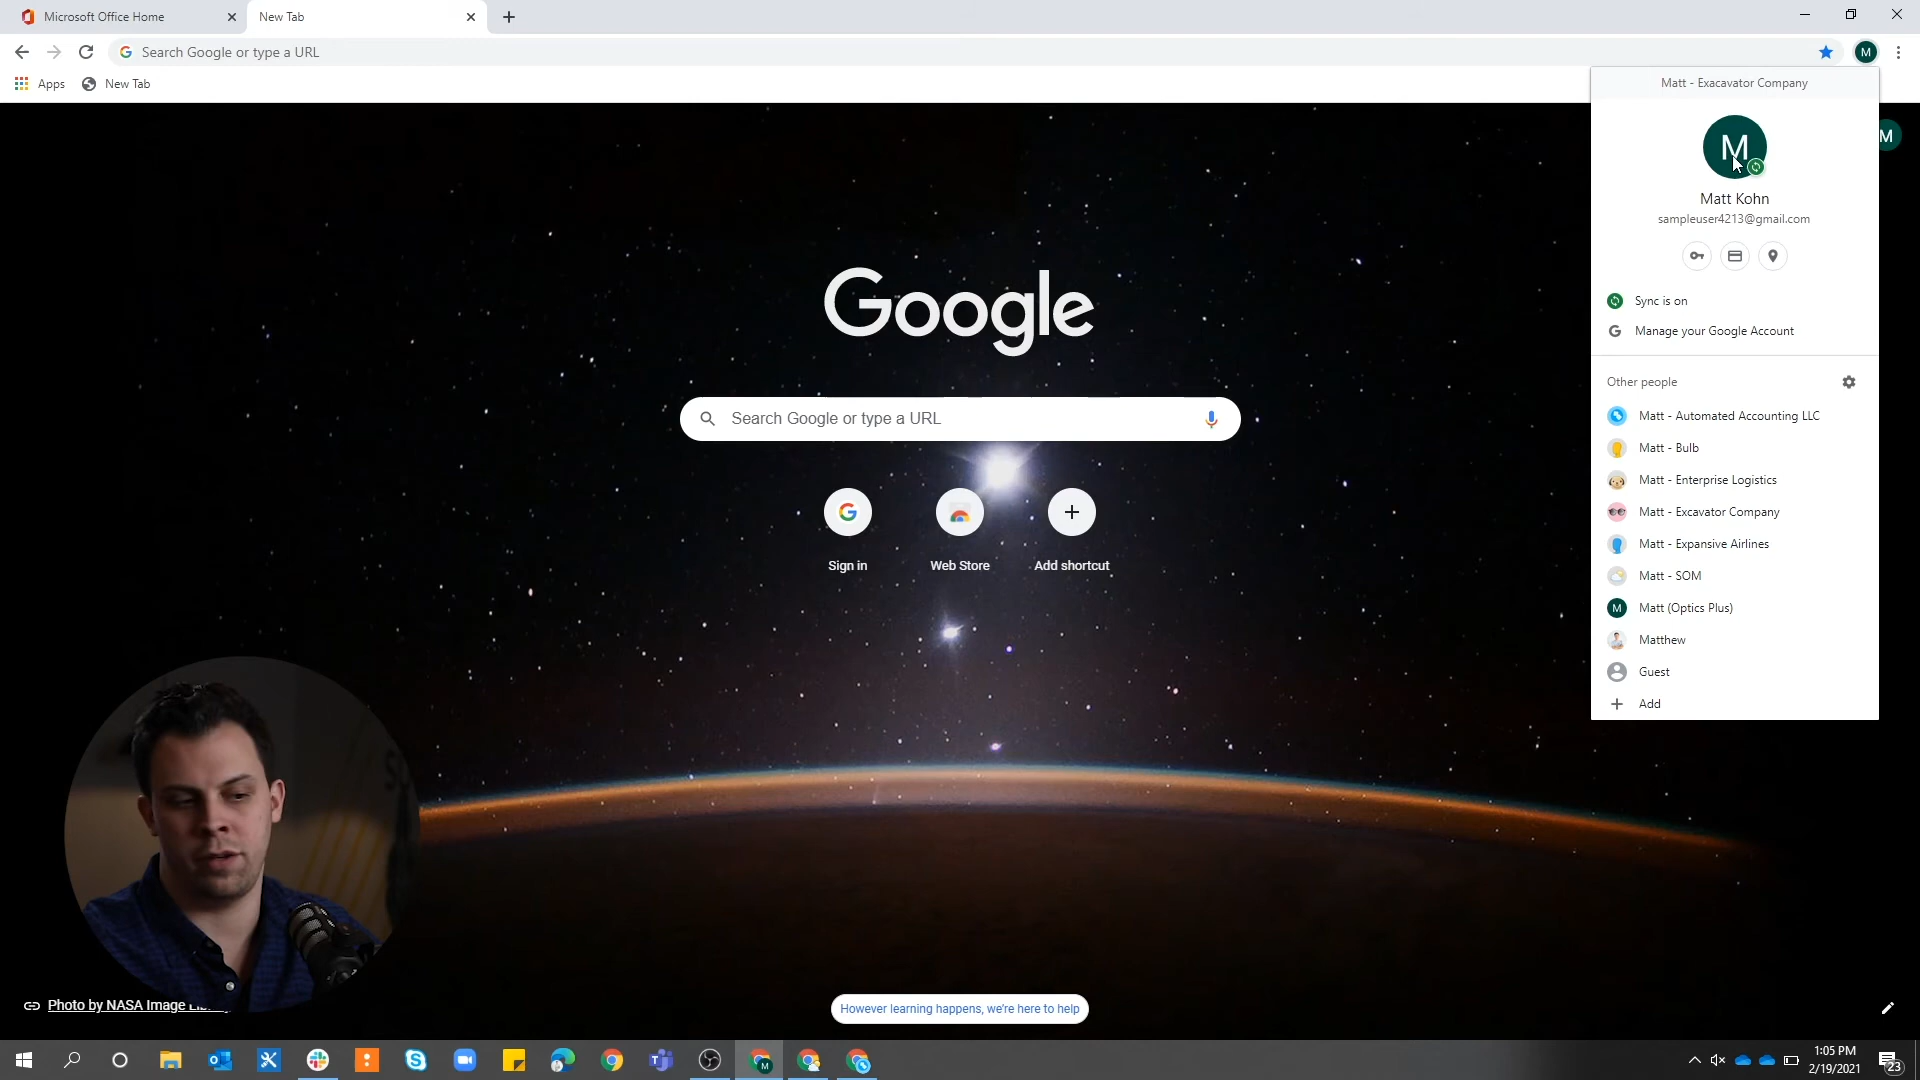 Microsoft Office Home
New Tab
Search Google or type a URL
M
Apps
New Tab
Matt - Exacavator Company
M
M
Matt Kohn
sampleuser4213@gmail.com
Sync is on
G Manage your Google Account
Other people
Matt - Automated Accounting LLC
Matt - Bulb
Matt - Enterprise Logistics
Matt - Excavator Company
Matt - Expansive Airlines
Matt - SOM
M Matt (Optics Plus)
Matthew
Guest
Add
Google
Search Google or type a URL
G
Sign in
Web Store
Add shortcut
Photo by NASA Image
However learning happens, we're here to help
1:05 PM
2/19/2021
23